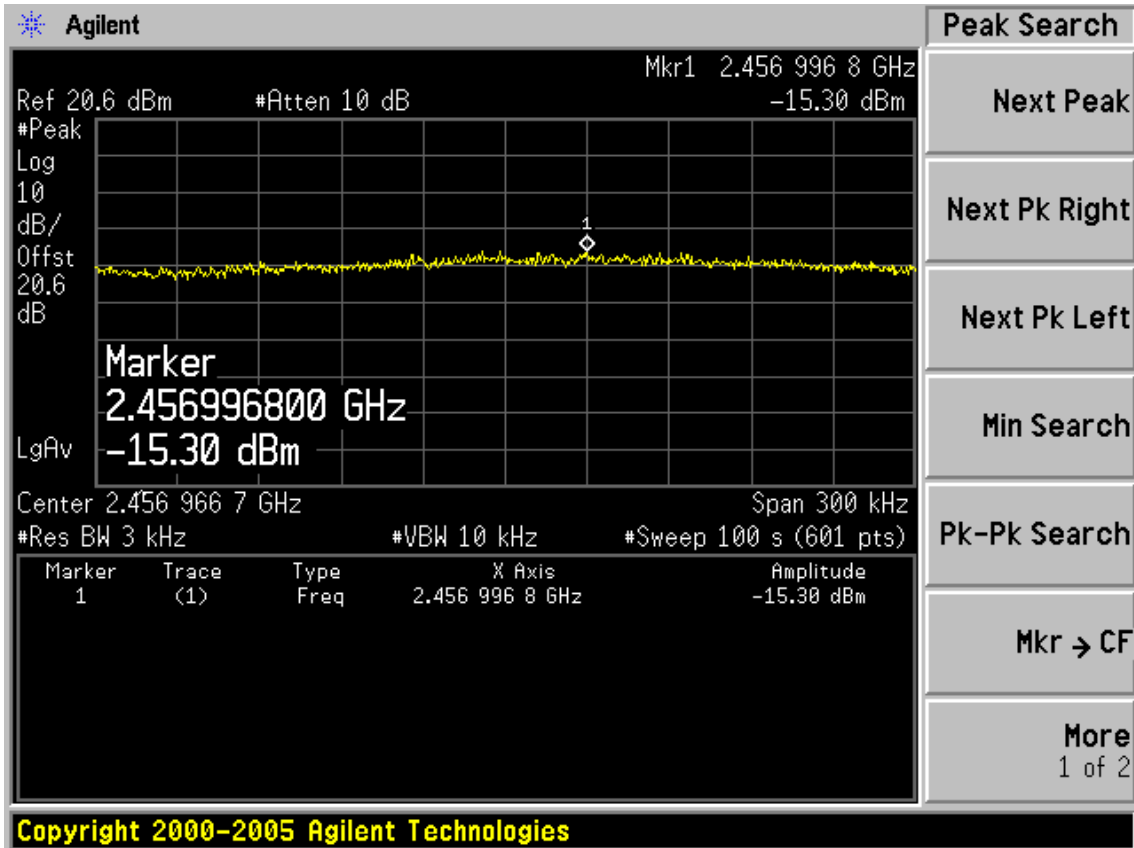 Agilent
Peak Search
Mkr1 2.456 996 8 GHz
Ref 20.6 dBm #Atten 10 dB -15.30 dBm
#Peak
Log
10
dB/
Offst
20.6
dB
1
Marker
2.456996800 GHz
-15.30 dBm
LgAv
Center 2.456 966 7 GHz Span 300 kHz
#Res BW 3 kHz #VBW 10 kHz #Sweep 100 s (601 pts)
Marker Trace Type X Axis Amplitude
1 (1) Freq 2.456 996 8 GHz -15.30 dBm
Next Peak
Next Pk Right
Next Pk Left
Min Search
Pk-Pk Search
Mkr → CF
More
1 of 2
Copyright 2000-2005 Agilent Technologies